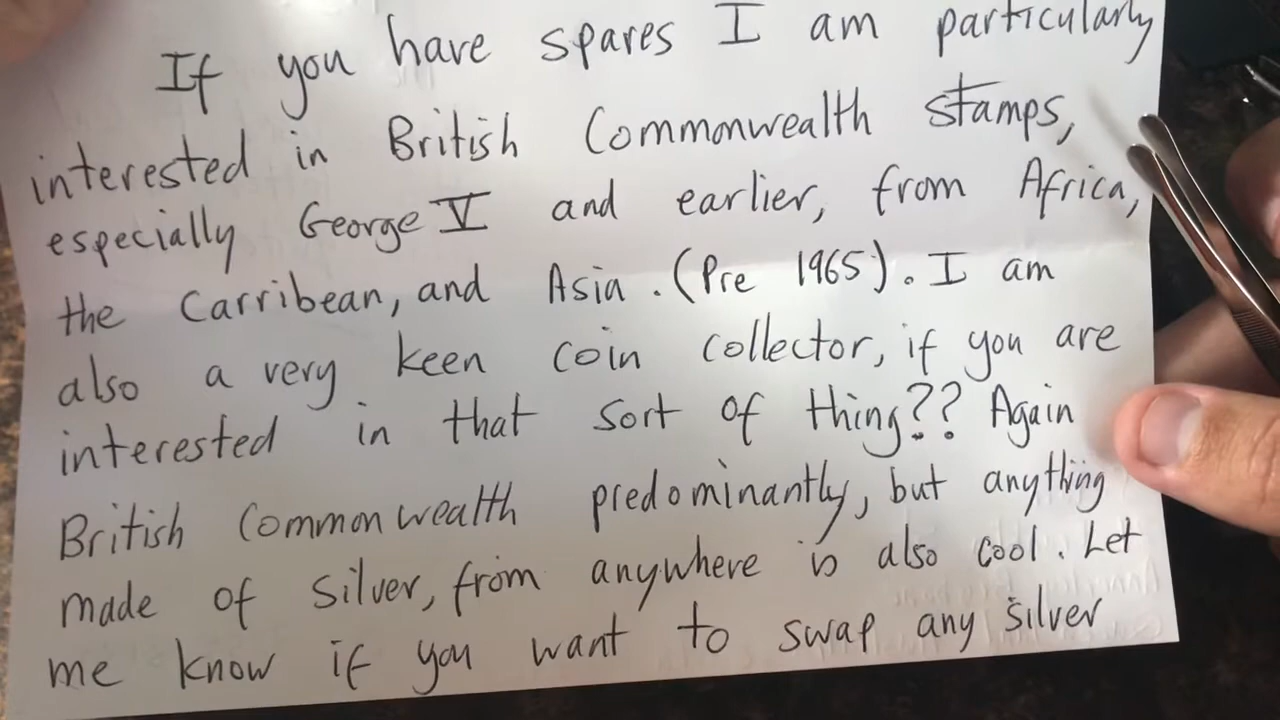 If you have spares I am particularly
interested in British Commonwealth stamps,
especially George V and earlier, from Africa,
the Carribean, and Asia. (Pre 1965). I am
also a very keen coin collector, if you are
interested in that sort of thing?? Again
British Commonwealth predominantly, but anything
made of silver, from anywhere is also cool. Let
me know if you want to swap any silver